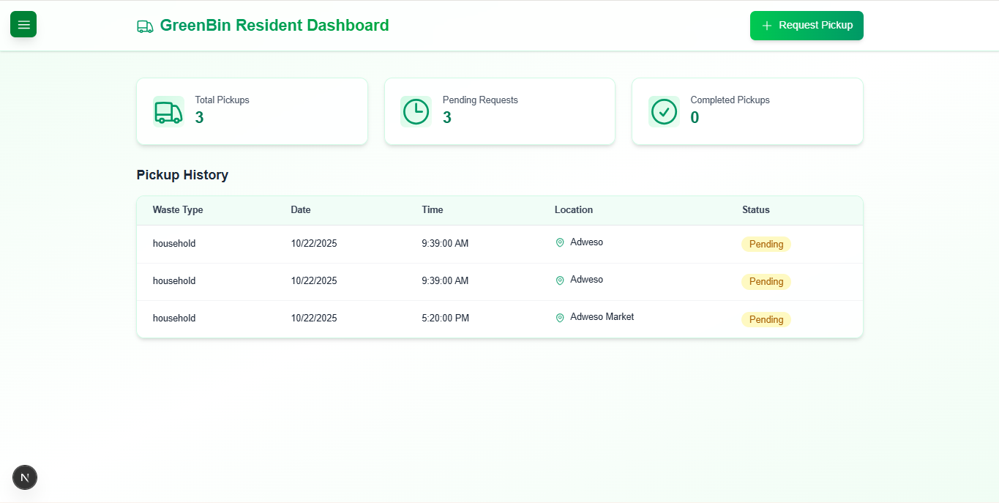 GreenBin Resident Dashboard
Request Pickup
Total Pickups
3
Pending Requests
3
Completed Pickups
0
Pickup History
Waste Type Date Time Location Status
household 10/22/2025 9:39:00 AM Adweso Pending
household 10/22/2025 9:39:00 AM Adweso Pending
household 10/22/2025 5:20:00 PM Adweso Market Pending
N